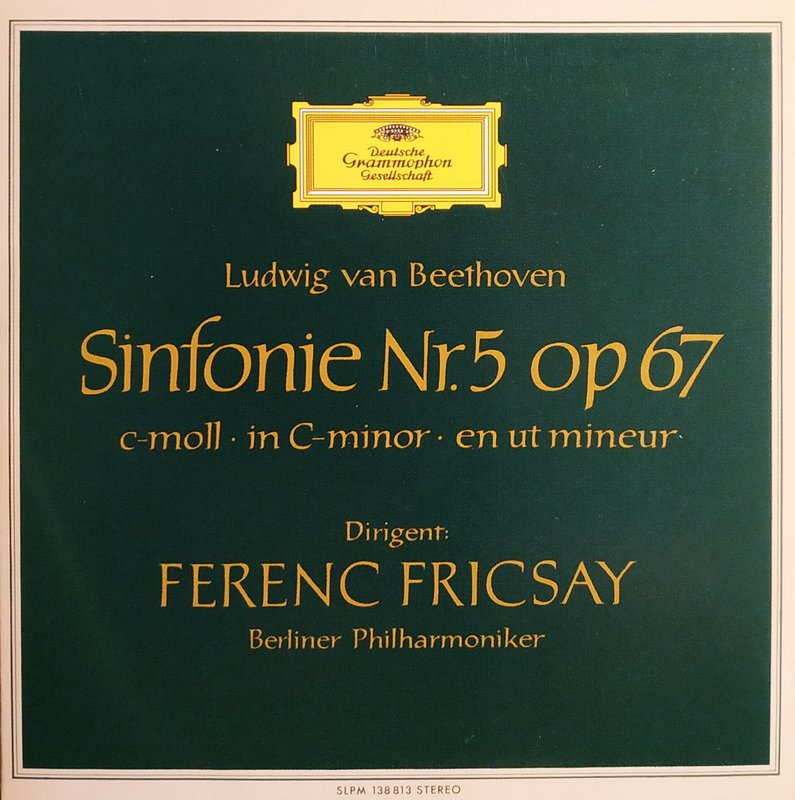 Deutsche
Grammophon
Gesellschaft
Ludwig van Beethoven
Sinfonie Nr. 5 op 67
c-moll · in C-minor · en ut mineur
Dirigent:
FERENC FRICSAY
Berliner Philharmoniker
SLPM 138 813 STEREO